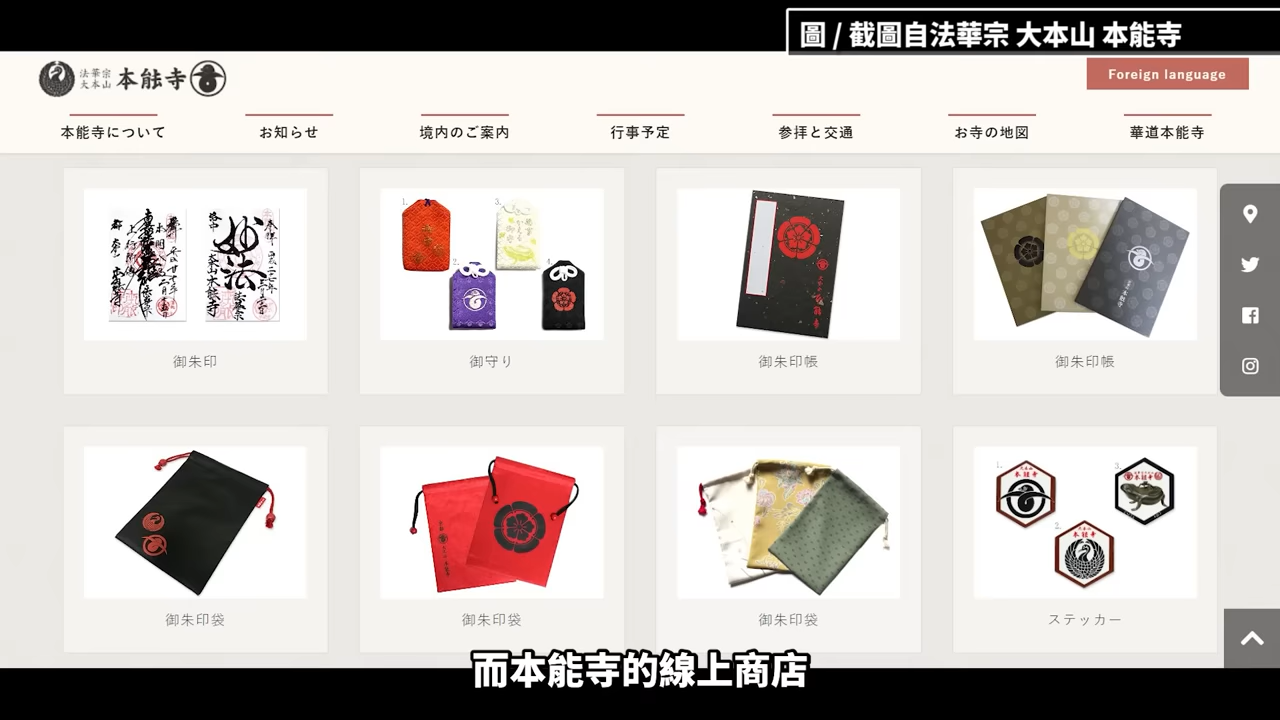 圖 / 截圖自法華宗 大本山 本能寺
法華宗
大本山
本能寺
Foreign language
本能寺について
お知らせ
境内のご案内
行事予定
参拝と交通
お寺の地図
華道本能寺
御朱印
御守り
御朱印帳
御朱印帳
御朱印袋
御朱印袋
御朱印袋
ステッカー
而本能寺的線上商店